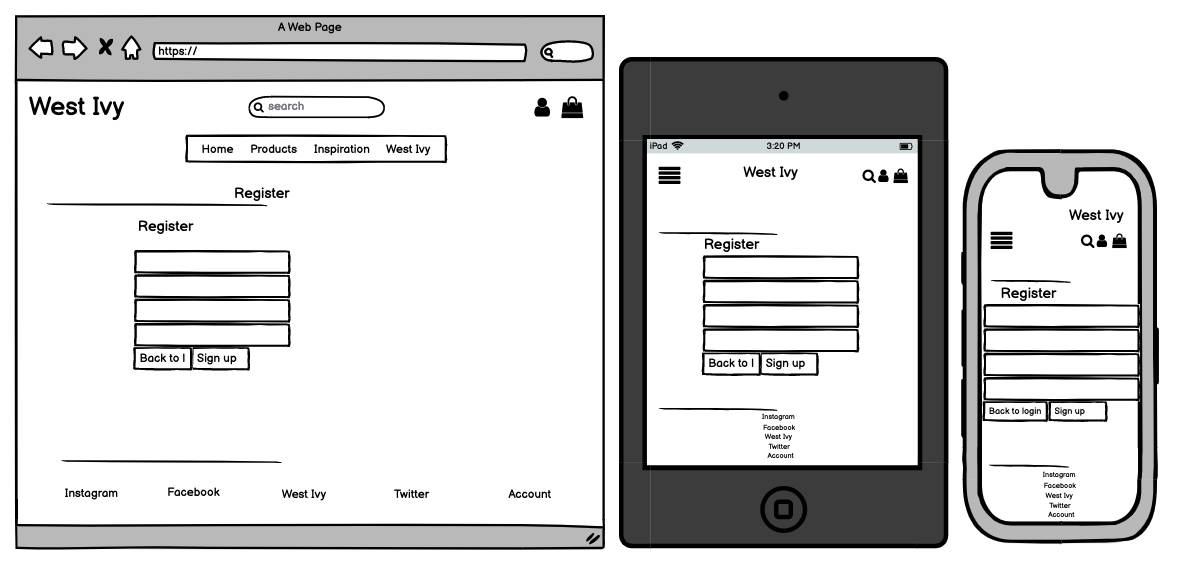 A Web Page
https://
West Ivy
search
Home Products Inspiration West Ivy
Register
Register
Back to l Sign up
Instagram Facebook West Ivy Twitter Account
iPad 3:20 PM
West Ivy
Register
Back to l Sign up
Instagram
Facebook
West Ivy
Twitter
Account
West Ivy
Register
Back to login Sign up
Instagram
Facebook
West Ivy
Twitter
Account